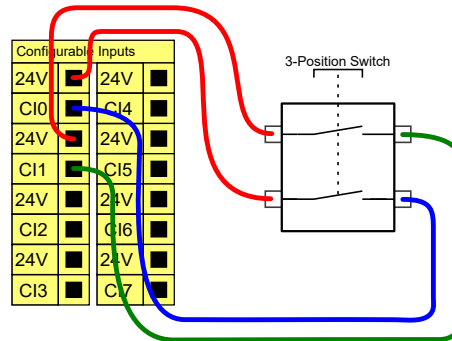 Configurable Inputs
3-Position Switch
24V 24V
CI0 CI4
24V 24V
CI1 CI5
24V 24V
CI2 CI6
24V 24V
CI3 CI7